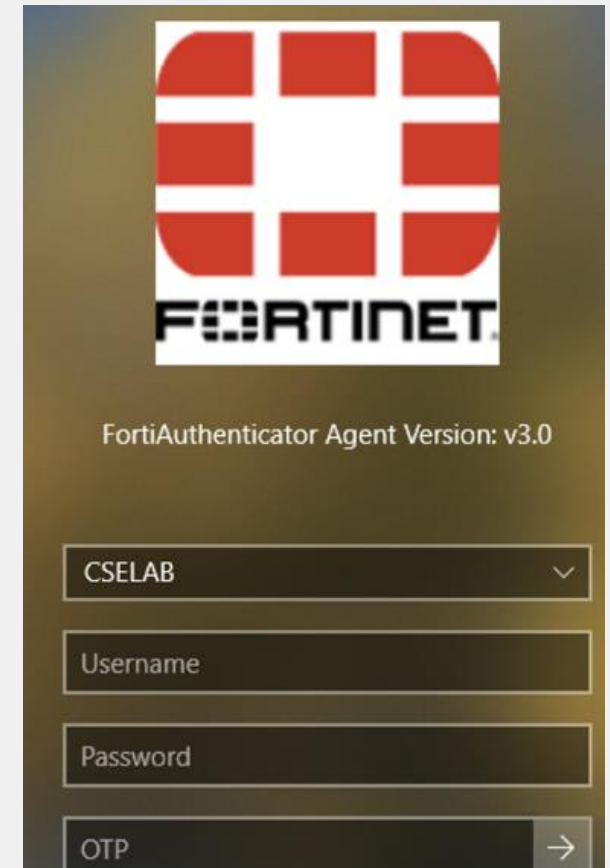 FORTINET
FortiAuthenticator Agent Version: v3.0
CSELAB
Username
Password
OTP